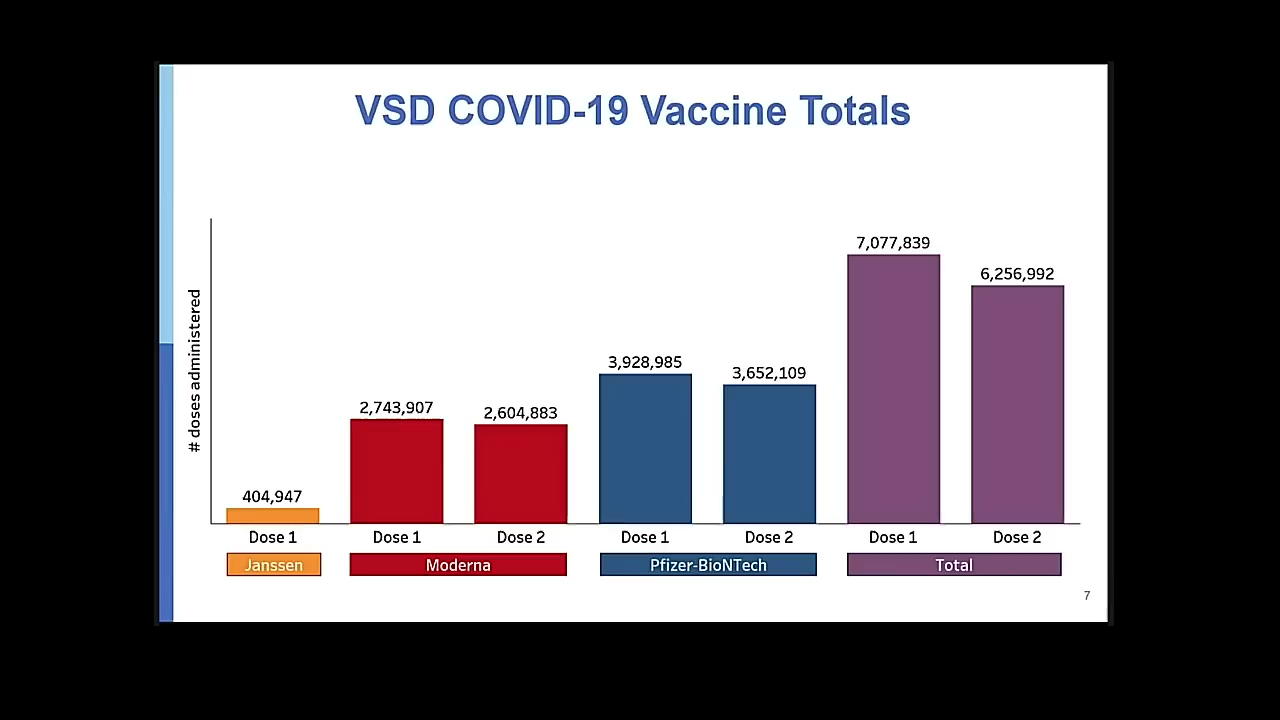 VSD COVID-19 Vaccine Totals
# doses administered
404,947
2,743,907
2,604,883
3,928,985
3,652,109
7,077,839
6,256,992
Dose 1
Dose 1
Dose 2
Dose 1
Dose 2
Dose 1
Dose 2
Janssen
Moderna
Pfizer-BioNTech
Total
7